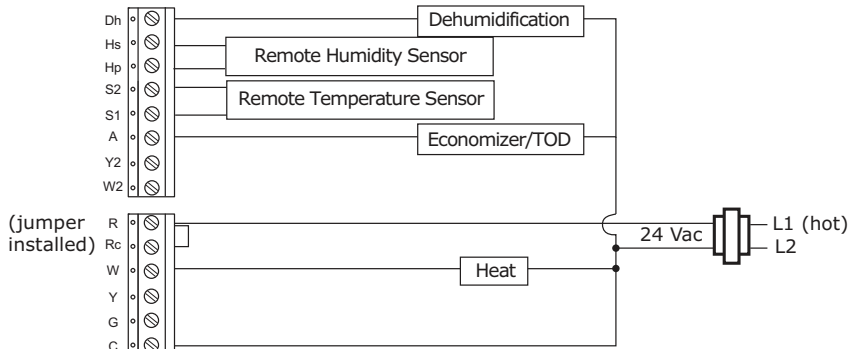 Dh
Dehumidification
Hs
Remote Humidity Sensor
Hp
S2
Remote Temperature Sensor
S1
A
Economizer/TOD
Y2
W2
(jumper
installed)
R
Rc
24 Vac
L1 (hot)
L2
W
Heat
Y
G
C